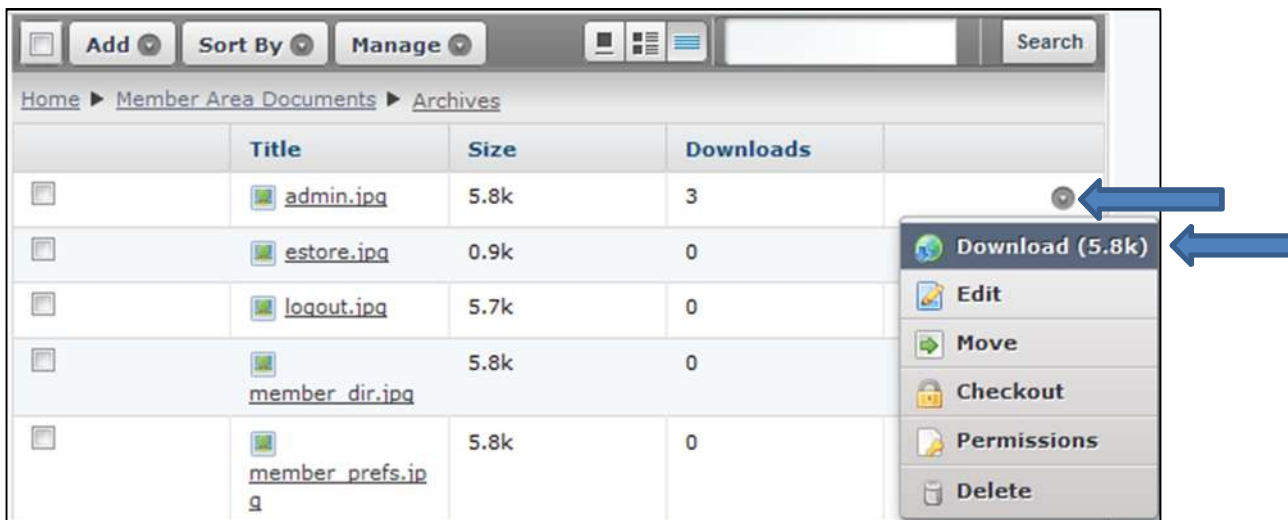 Add Sort By Manage Search
Home ▶ Member Area Documents ▶ Archives
Title Size Downloads
admin.jpg 5.8k 3
estore.jpg 0.9k 0
Download (5.8k)
logout.jpg 5.7k 0
Edit
Move
member_dir.jpg 5.8k 0
Checkout
member_prefs.jp 5.8k 0
g
Permissions
Delete